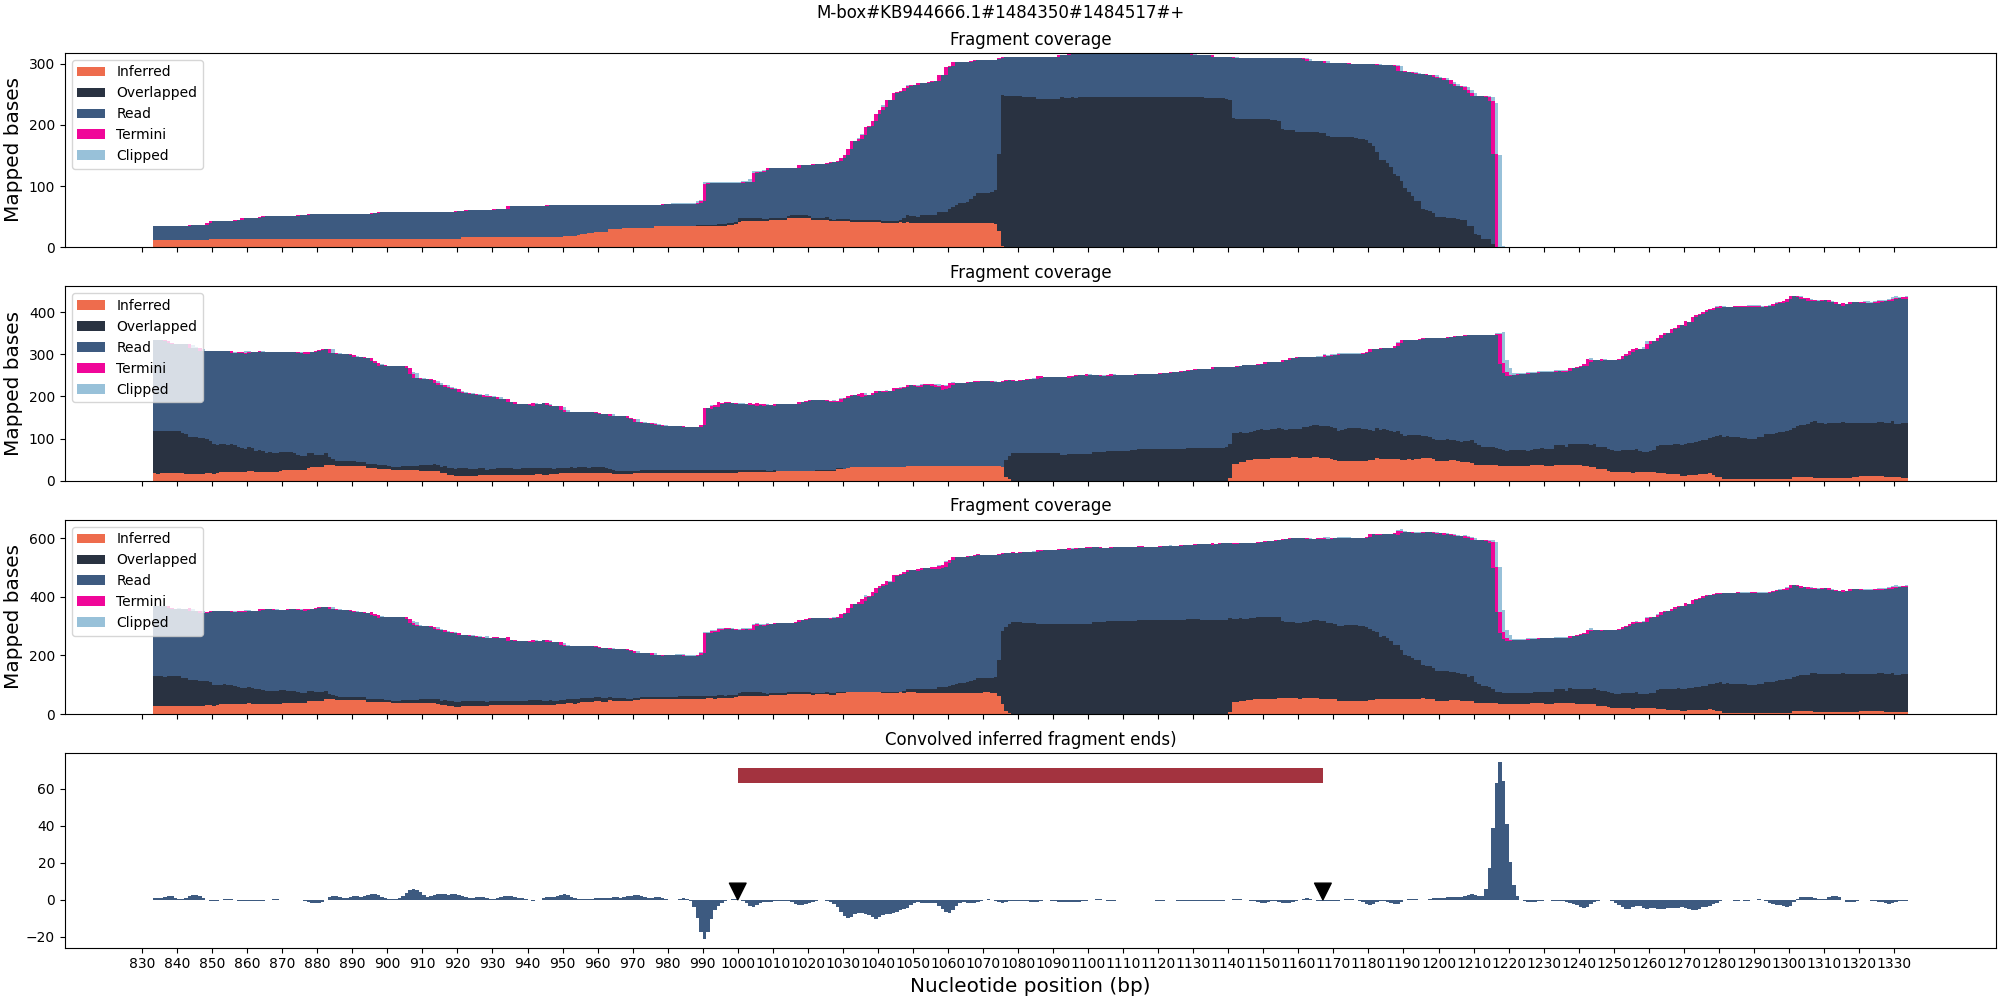 M-box#KB944666.1#1484350#1484517#+
Fragment coverage
Mapped bases
300
200
100
0
Inferred
Overlapped
Read
Termini
Clipped
Fragment coverage
Mapped bases
400
300
200
100
0
Inferred
Overlapped
Read
Termini
Clipped
Fragment coverage
Mapped bases
600
400
200
0
Inferred
Overlapped
Read
Termini
Clipped
Convolved inferred fragment ends)
60
40
20
0
−20
830 840 850 860 870 880 890 900 910 920 930 940 950 960 970 980 990 1000 1010 1020 1030 1040 1050 1060 1070 1080 1090 1100 1110 1120 1130 1140 1150 1160 1170 1180 1190 1200 1210 1220 1230 1240 1250 1260 1270 1280 1290 1300 1310 1320 1330
Nucleotide position (bp)